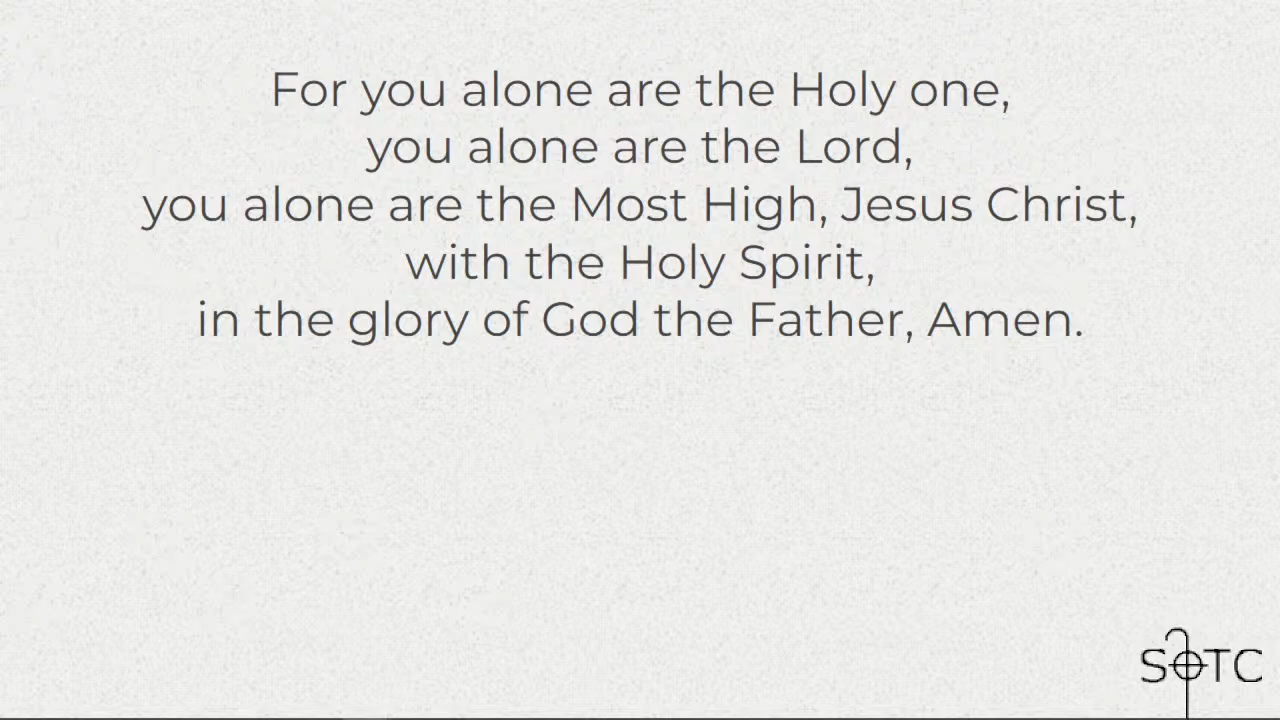 For you alone are the Holy one,
you alone are the Lord,
you alone are the Most High, Jesus Christ,
with the Holy Spirit,
in the glory of God the Father, Amen.
SOTC